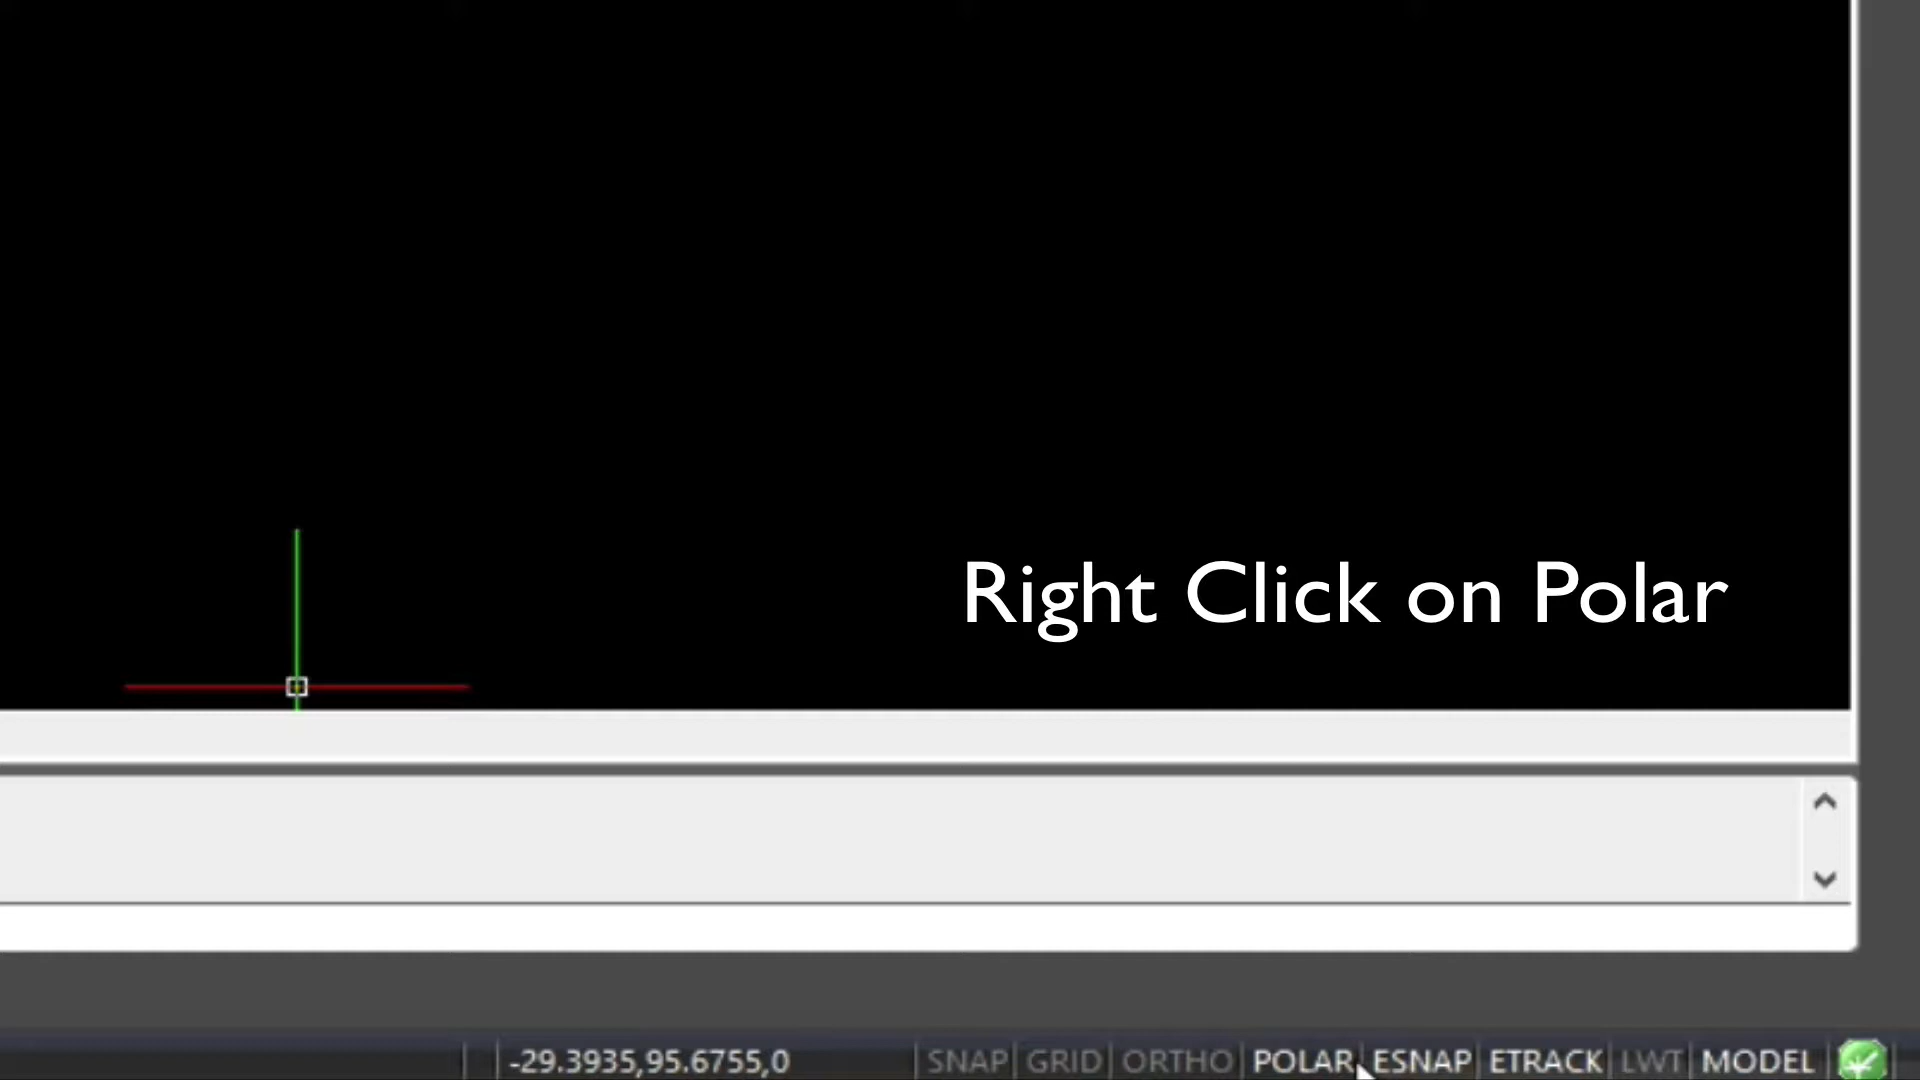 Right Click on Polar
-29.3935,95.6755,0 SNAP GRID ORTHO POLAR ESNAP ETRACK LWT MODEL